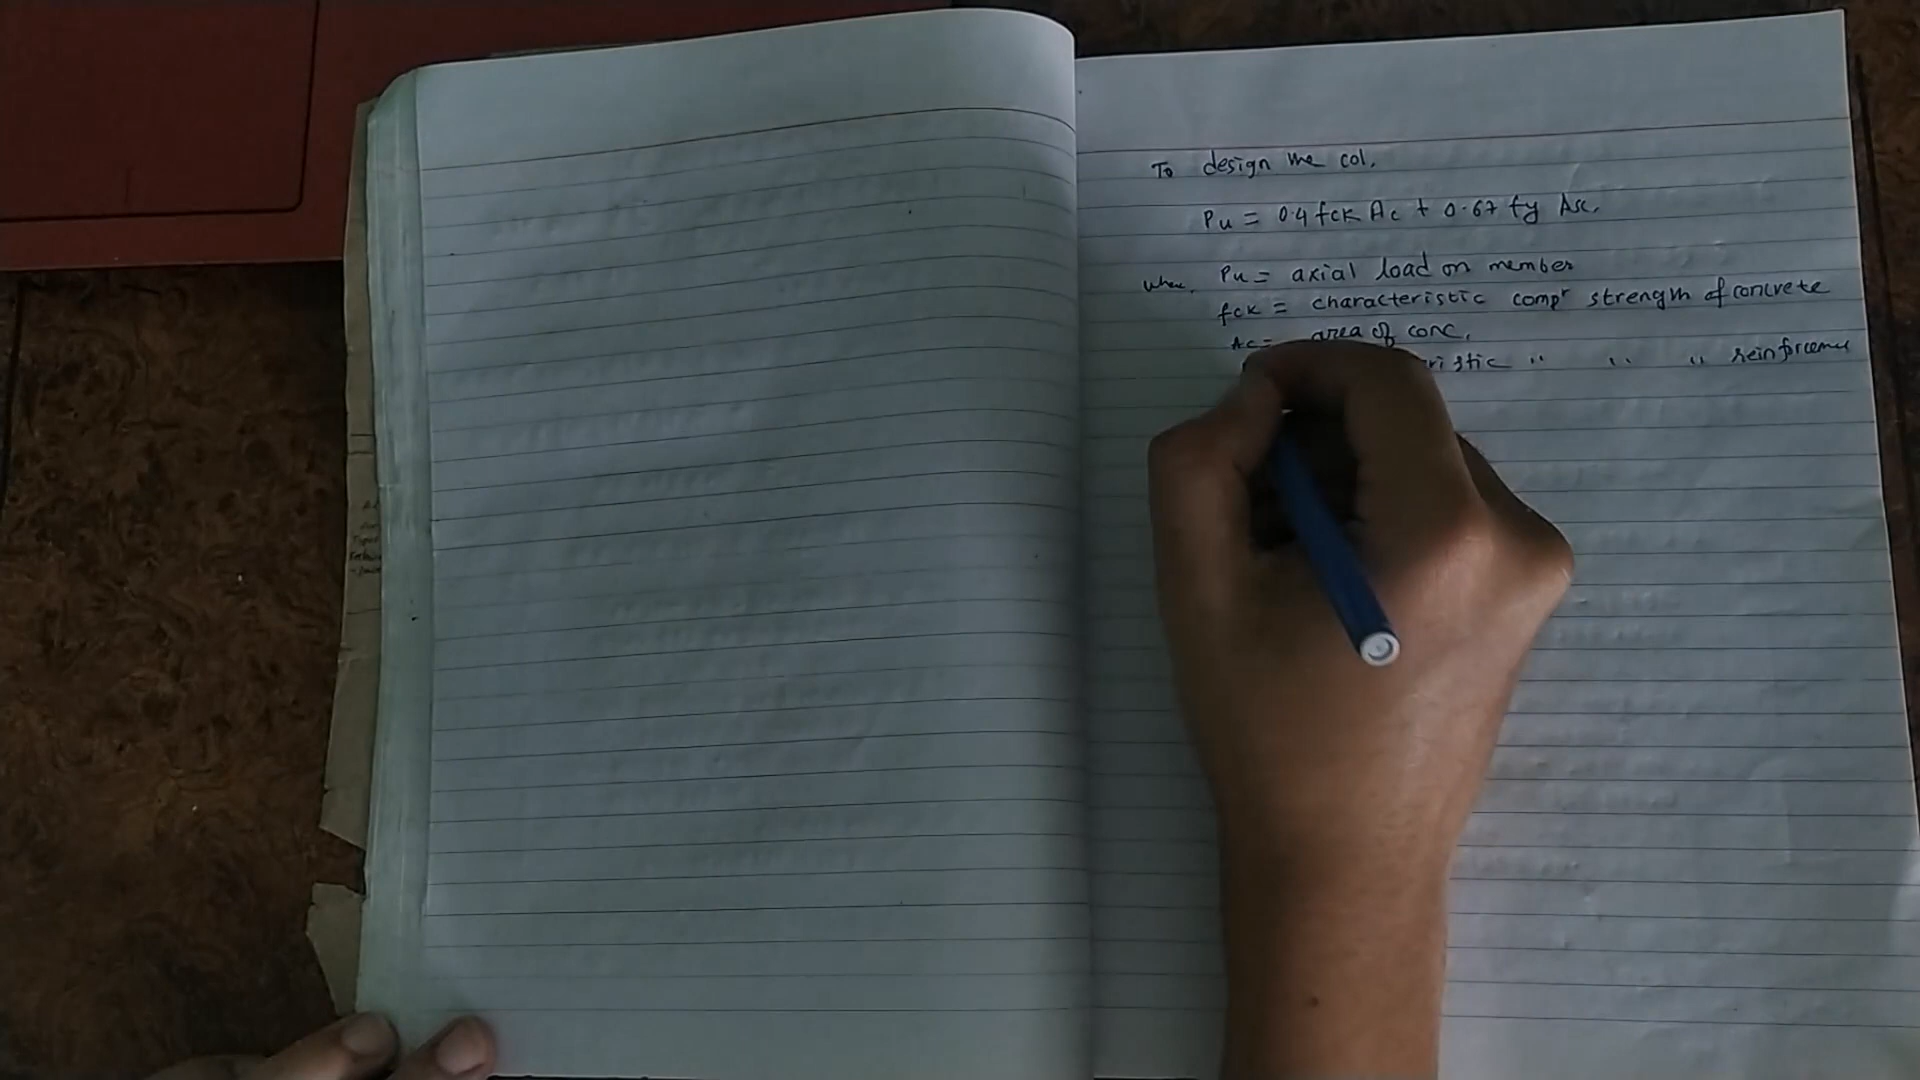 To design the col.
Pu = 0.4 fck Ac + 0.67 fy Asc.
where, Pu = axial load on member
fck = characteristic compr strength of concrete
Ac = area of conc.
ristic " " " reinforcement